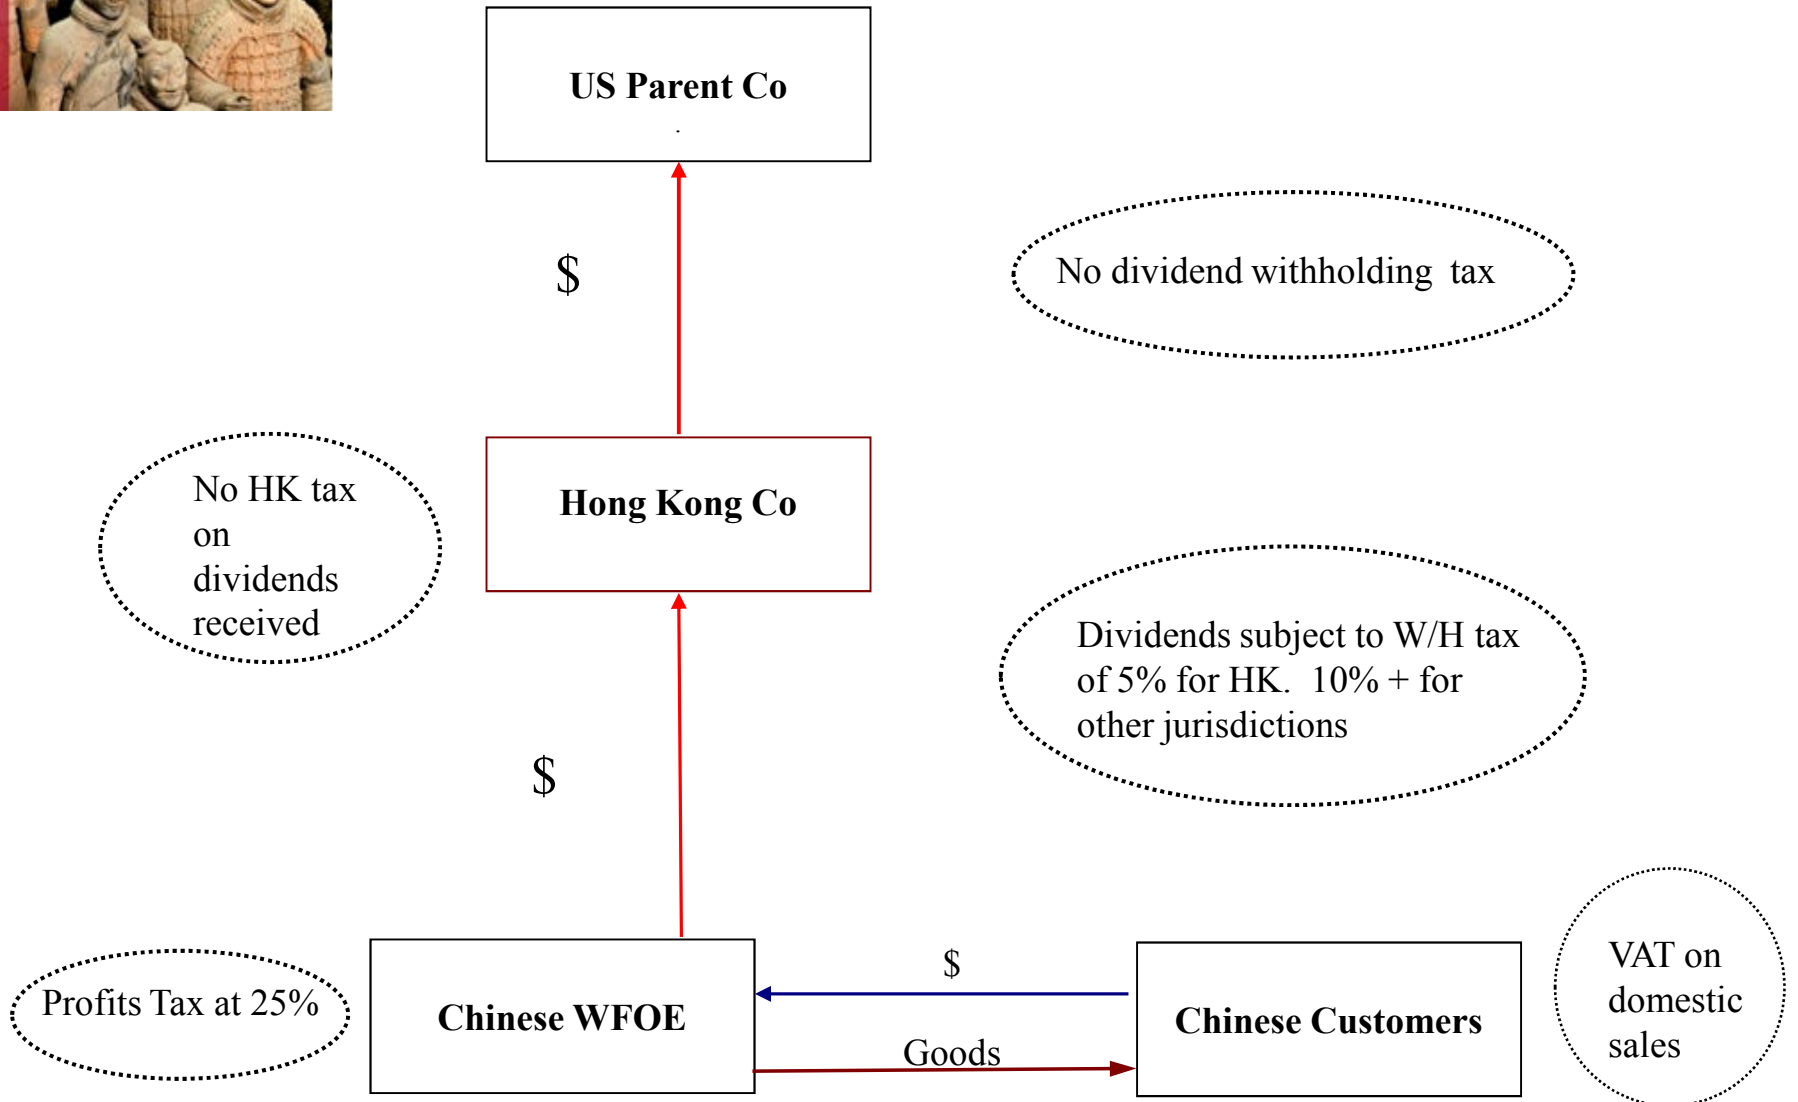 US Parent Co
.
$
No dividend withholding tax
No HK tax
on
dividends
received
Hong Kong Co
Dividends subject to W/H tax
of 5% for HK. 10% + for
other jurisdictions
$
Profits Tax at 25%
Chinese WFOE
$
Goods
Chinese Customers
VAT on
domestic
sales